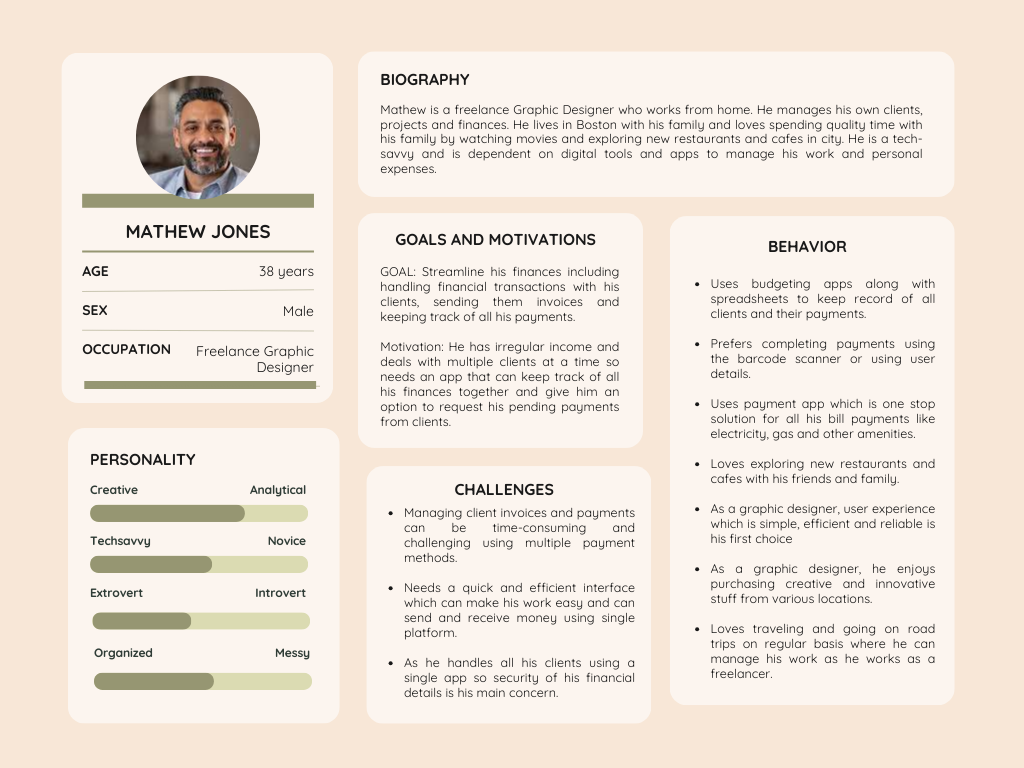 MATHEW JONES
AGE 38 years
SEX Male
OCCUPATION Freelance Graphic
Designer
PERSONALITY
Creative Analytical
Techsavvy Novice
Extrovert Introvert
Organized Messy
BIOGRAPHY
Mathew is a freelance Graphic Designer who works from home. He manages his own clients,
projects and finances. He lives in Boston with his family and loves spending quality time with
his family by watching movies and exploring new restaurants and cafes in city. He is a tech-
savvy and is dependent on digital tools and apps to manage his work and personal
expenses.
GOALS AND MOTIVATIONS
GOAL: Streamline his finances including
handling financial transactions with his
clients, sending them invoices and
keeping track of all his payments.
Motivation: He has irregular income and
deals with multiple clients at a time so
needs an app that can keep track of all
his finances together and give him an
option to request his pending payments
from clients.
CHALLENGES
• Managing client invoices and payments
can be time-consuming and
challenging using multiple payment
methods.
• Needs a quick and efficient interface
which can make his work easy and can
send and receive money using single
platform.
• As he handles all his clients using a
single app so security of his financial
details is his main concern.
BEHAVIOR
• Uses budgeting apps along with
spreadsheets to keep record of all
clients and their payments.
• Prefers completing payments using
the barcode scanner or using user
details.
• Uses payment app which is one stop
solution for all his bill payments like
electricity, gas and other amenities.
• Loves exploring new restaurants and
cafes with his friends and family.
• As a graphic designer, user experience
which is simple, efficient and reliable is
his first choice
• As a graphic designer, he enjoys
purchasing creative and innovative
stuff from various locations.
• Loves traveling and going on road
trips on regular basis where he can
manage his work as he works as a
freelancer.